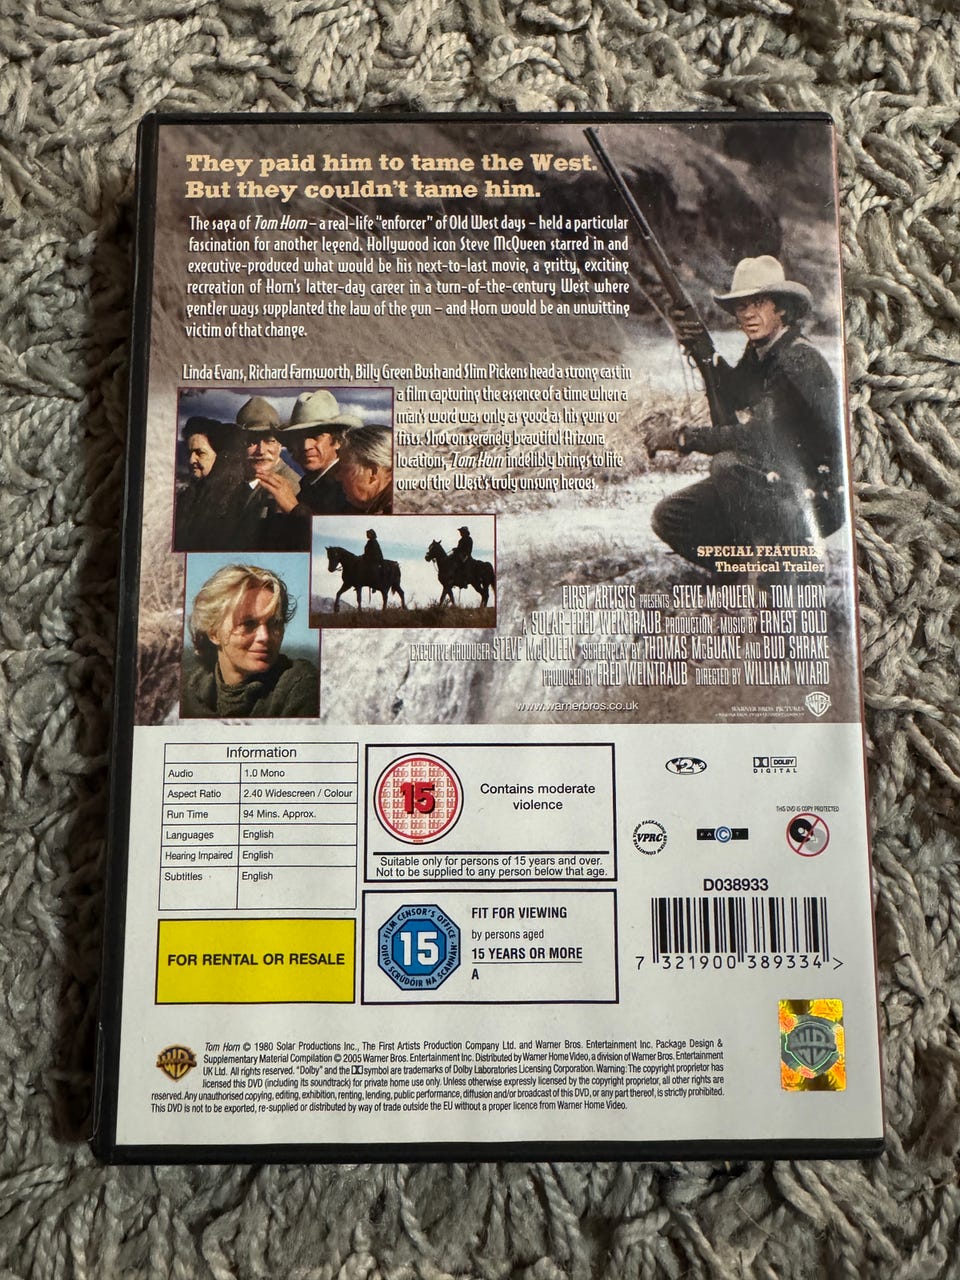 They paid him to tame the West.
But they couldn't tame him.
The saga of Tom Horn – a real-life "enforcer" of Old West days – held a particular
fascination for another legend. Hollywood icon Steve McQueen starred in and
executive-produced what would be his next-to-last movie, a gritty, exciting
recreation of Horn's latter-day career in a turn-of-the-century West where
gentler ways supplanted the law of the gun – and Horn would be an unwitting
victim of that change.
Linda Evans, Richard Farnsworth, Billy Green Bush and Slim Pickens head a strong cast in
a film capturing the essence of a time when a
man's word was only as good as his guns or
fists. Shot on serenely beautiful Arizona
locations, Tom Horn indelibly brings to life
one of the West's truly unsung heroes.
SPECIAL FEATURES
Theatrical Trailer
FIRST ARTISTS PRESENTS STEVE McQUEEN IN TOM HORN
A SOLAR-FRED WEINTRAUB PRODUCTION MUSIC BY ERNEST GOLD
EXECUTIVE PRODUCER STEVE McQUEEN SCREENPLAY BY THOMAS McGUANE AND BUD SHRAKE
PRODUCED BY FRED WEINTRAUB DIRECTED BY WILLIAM WIARD
www.warnerbros.co.uk
WARNER BROS. PICTURES
Information
Audio 1.0 Mono
Aspect Ratio 2.40 Widescreen / Colour
Run Time 94 Mins. Approx.
Languages English
Hearing Impaired English
Subtitles English
15
Contains moderate
violence
Suitable only for persons of 15 years and over.
Not to be supplied to any person below that age.
FOR RENTAL OR RESALE
FILM CENSOR'S OFFICE
15
OIFIG SCRÚDÓIR NA SCANNÁN
FIT FOR VIEWING
by persons aged
15 YEARS OR MORE
A
2
DOLBY
DIGITAL
THIS DVD IS COPY PROTECTED
VIDEO PACKAGING REVIEW COMMITTEE
VPRC
FACT
D038933
7 321900 389334 >
Tom Horn © 1980 Solar Productions Inc., The First Artists Production Company Ltd. and Warner Bros. Entertainment Inc. Package Design &
Supplementary Material Compilation © 2005 Warner Bros. Entertainment Inc. Distributed by Warner Home Video, a division of Warner Bros. Entertainment
UK Ltd. All rights reserved. "Dolby" and the symbol are trademarks of Dolby Laboratories Licensing Corporation. Warning: The copyright proprietor has
licensed this DVD (including its soundtrack) for private home use only. Unless otherwise expressly licensed by the copyright proprietor, all other rights are
reserved. Any unauthorised copying, editing, exhibition, renting, lending, public performance, diffusion and/or broadcast of this DVD, or any part thereof, is strictly prohibited.
This DVD is not to be exported, re-supplied or distributed by way of trade outside the EU without a proper licence from Warner Home Video.